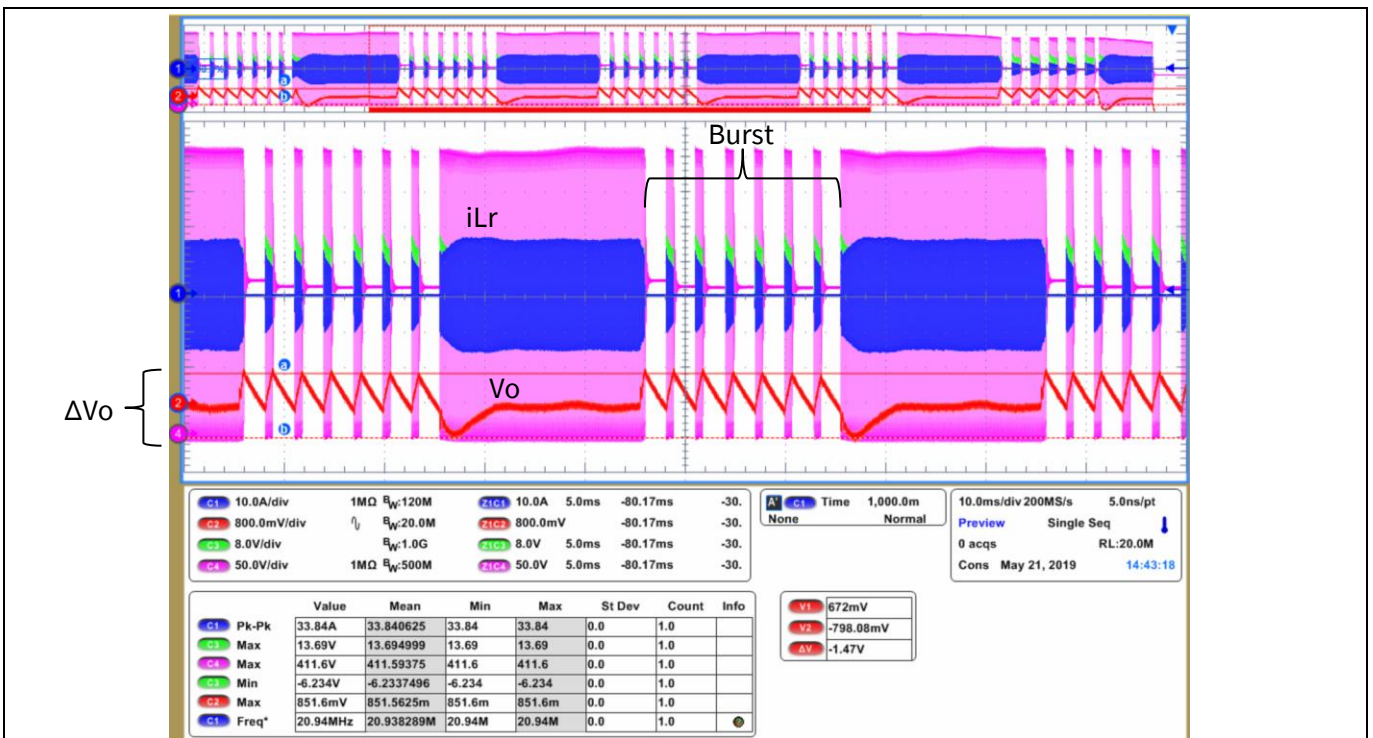 1
a
2
b
Burst
iLr
1
a
Vo
ΔVo
2
b
4
C1 10.0A/div 1MΩ BW:120M Z1C1 10.0A 5.0ms -80.17ms -30.
C2 800.0mV/div BW:20.0M Z1C2 800.0mV -80.17ms -30.
C3 8.0V/div BW:1.0G Z1C3 8.0V 5.0ms -80.17ms -30.
C4 50.0V/div 1MΩ BW:500M Z1C4 50.0V 5.0ms -80.17ms -30.
A' C1 Time 1,000.0m
None Normal
10.0ms/div 200MS/s 5.0ns/pt
Preview Single Seq
0 acqs RL:20.0M
Cons May 21, 2019 14:43:18
Value Mean Min Max St Dev Count Info
C1 Pk-Pk 33.84A 33.840625 33.84 33.84 0.0 1.0
C3 Max 13.69V 13.694999 13.69 13.69 0.0 1.0
C4 Max 411.6V 411.59375 411.6 411.6 0.0 1.0
C3 Min -6.234V -6.2337496 -6.234 -6.234 0.0 1.0
C2 Max 851.6mV 851.5625m 851.6m 851.6m 0.0 1.0
C1 Freq* 20.94MHz 20.938289M 20.94M 20.94M 0.0 1.0
V1 672mV
V2 -798.08mV
ΔV -1.47V